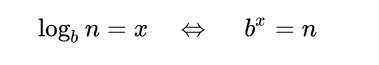 log_b n = x ⇔ b^x = n